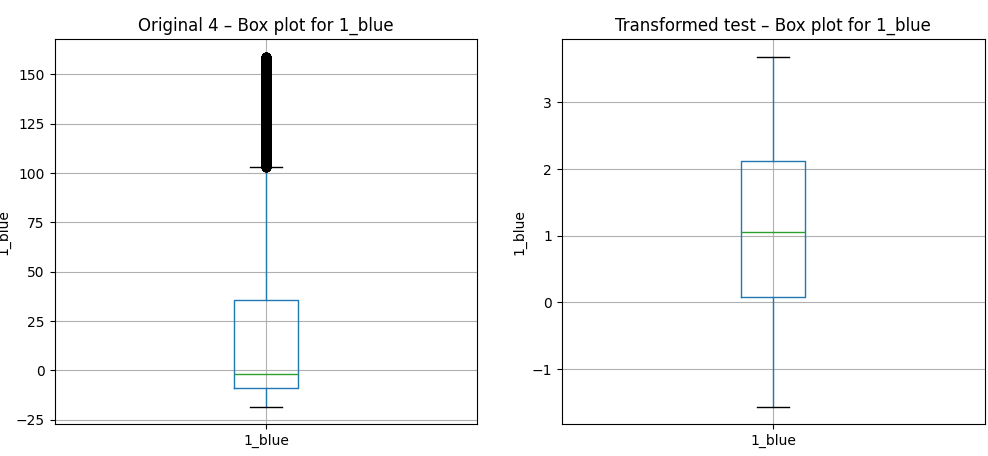 Original 4 – Box plot for 1_blue
150
125
100
75
50
25
0
−25
1_blue
1_blue
Transformed test – Box plot for 1_blue
3
2
1
0
−1
1_blue
1_blue